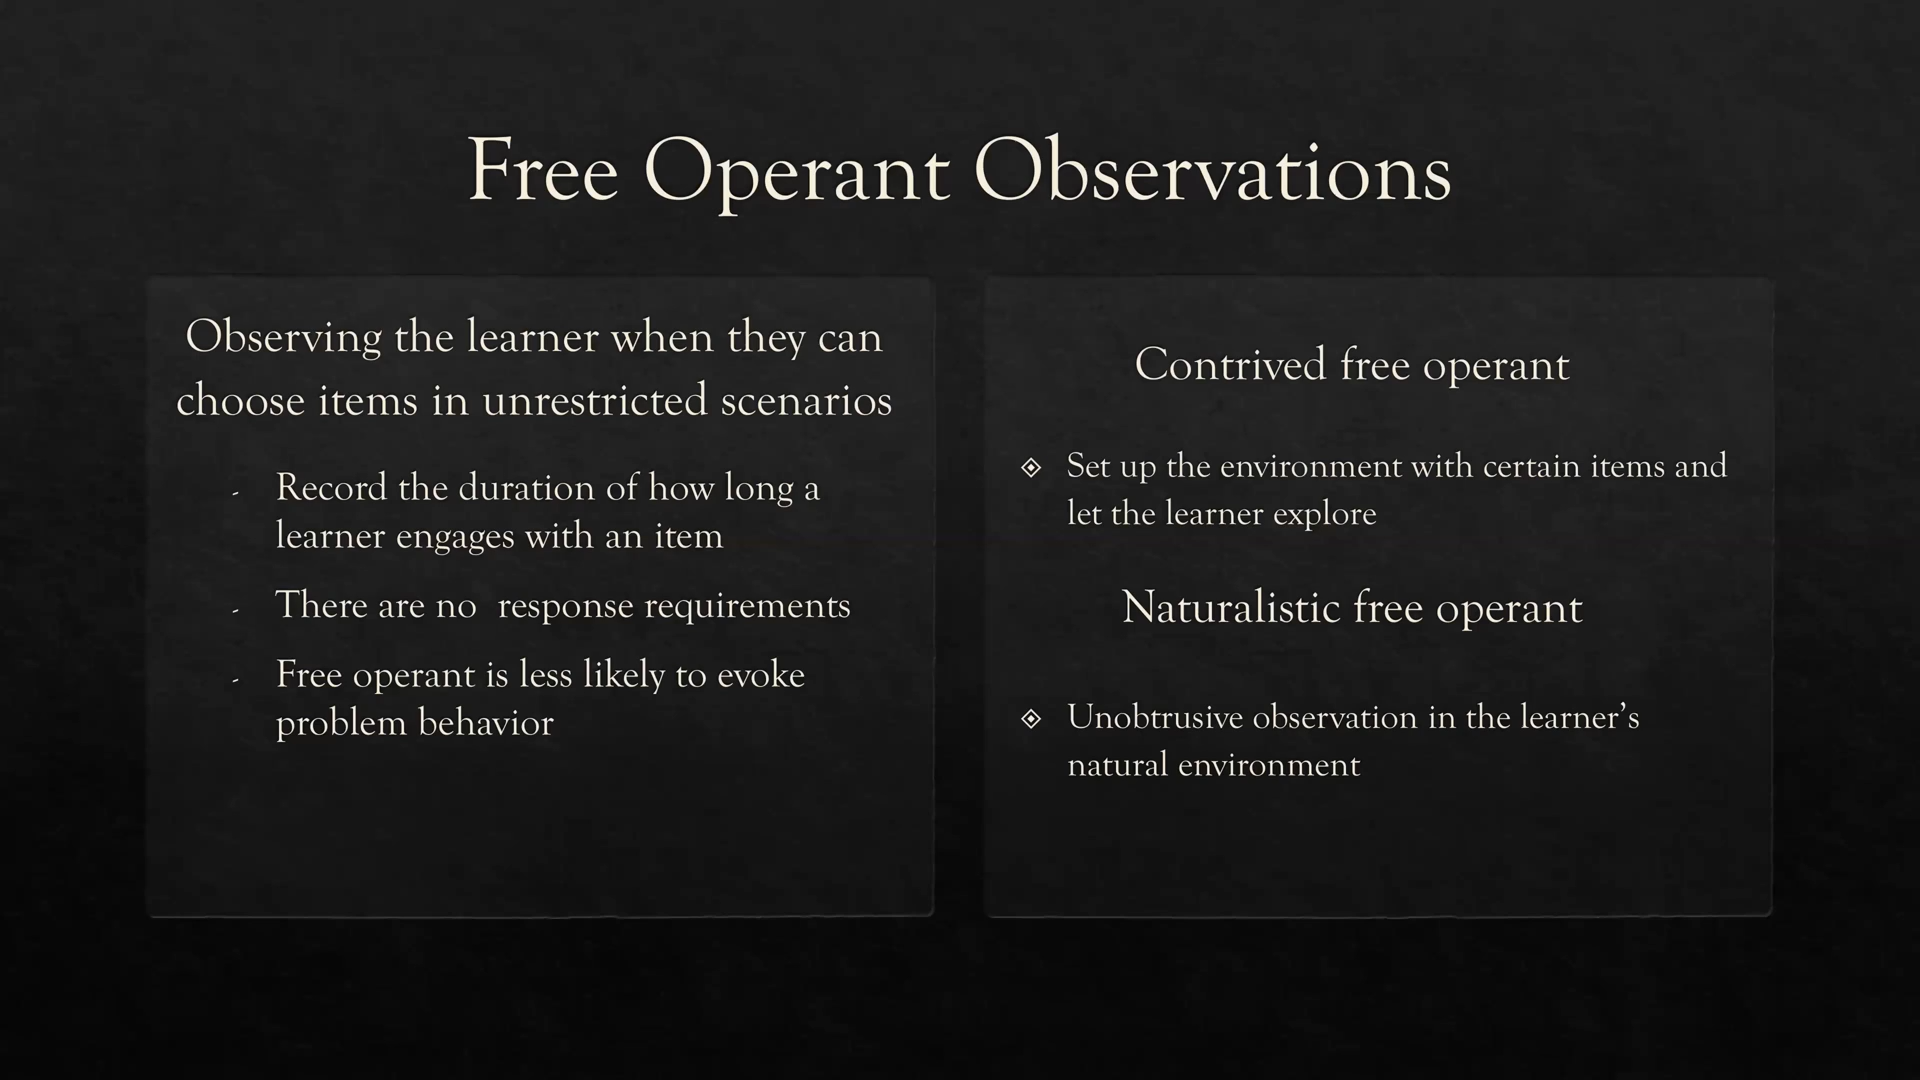 Free Operant Observations
Observing the learner when they can
choose items in unrestricted scenarios
- Record the duration of how long a
learner engages with an item
- There are no  response requirements
- Free operant is less likely to evoke
problem behavior
Contrived free operant
◈ Set up the environment with certain items and
let the learner explore
Naturalistic free operant
◈ Unobtrusive observation in the learner’s
natural environment